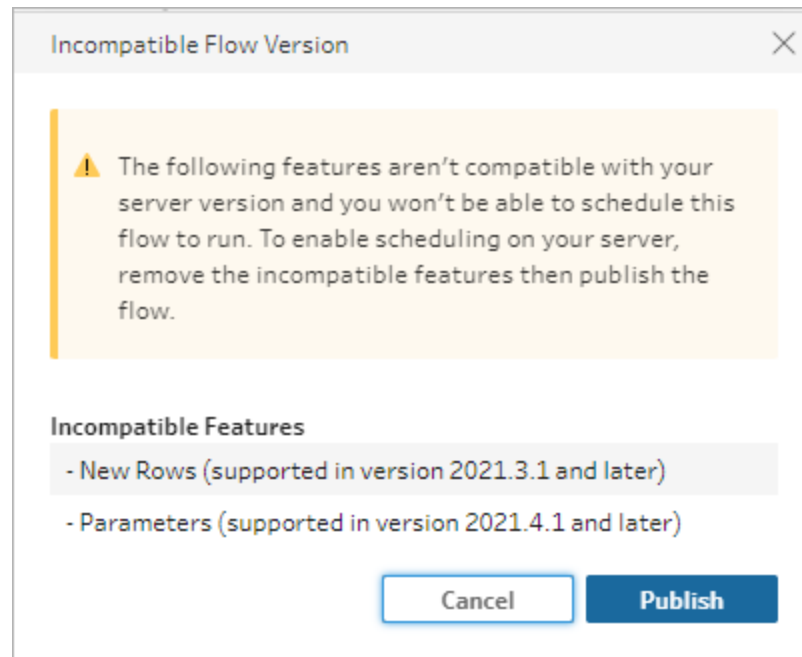 Incompatible Flow Version
The following features aren't compatible with your
server version and you won't be able to schedule this
flow to run. To enable scheduling on your server,
remove the incompatible features then publish the
flow.
Incompatible Features
- New Rows (supported in version 2021.3.1 and later)
- Parameters (supported in version 2021.4.1 and later)
Cancel Publish